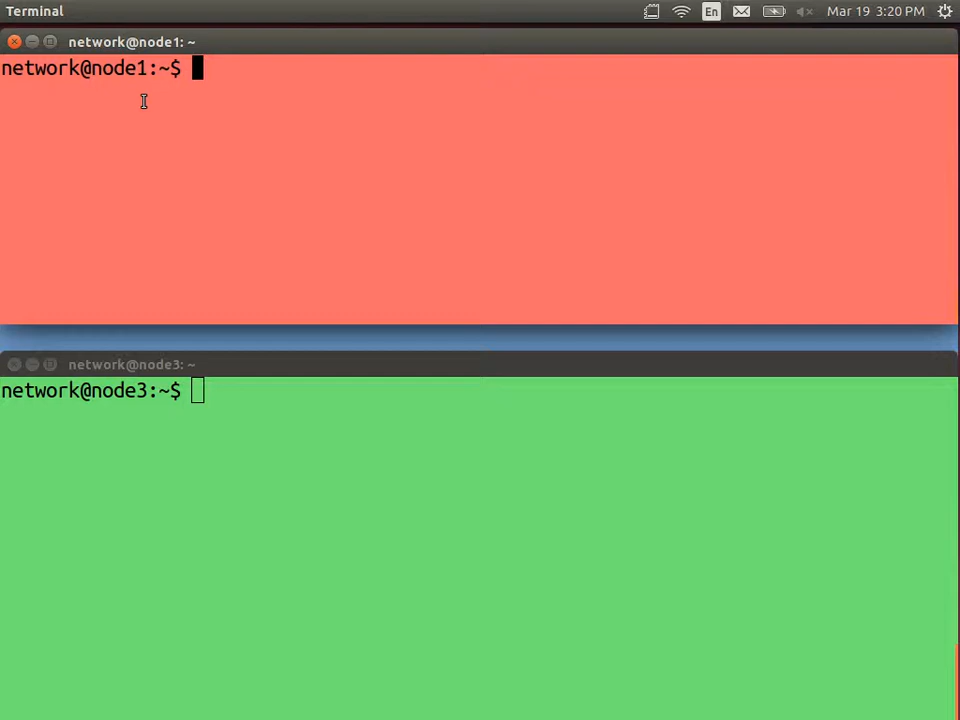 Terminal
En
Mar 19 3:20 PM
network@node1: ~
network@node1:~$
network@node3: ~
network@node3:~$